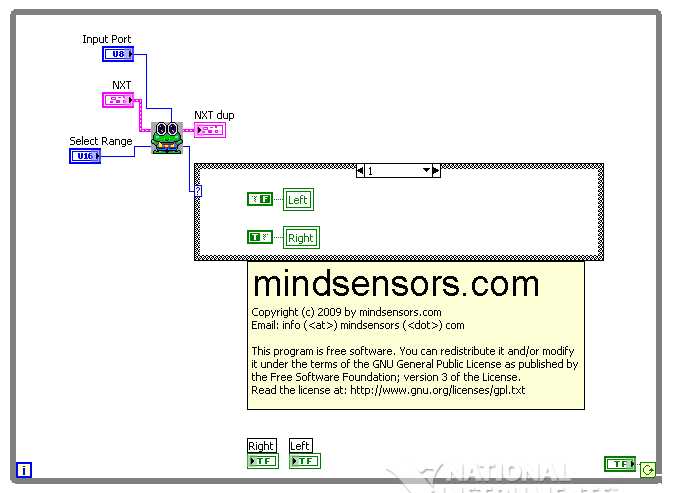 Input Port
U8
NXT
NXT dup
Select Range
U16
1
?
F
Left
T
Right
mindsensors.com
Copyright (c) 2009 by mindsensors.com
Email: info (<at>) mindsensors (<dot>) com
This program is free software. You can redistribute it and/or modify
it under the terms of the GNU General Public License as published by
the Free Software Foundation; version 3 of the License.
Read the license at: http://www.gnu.org/licenses/gpl.txt
Right Left
TF TF
i
TF
NATIONAL